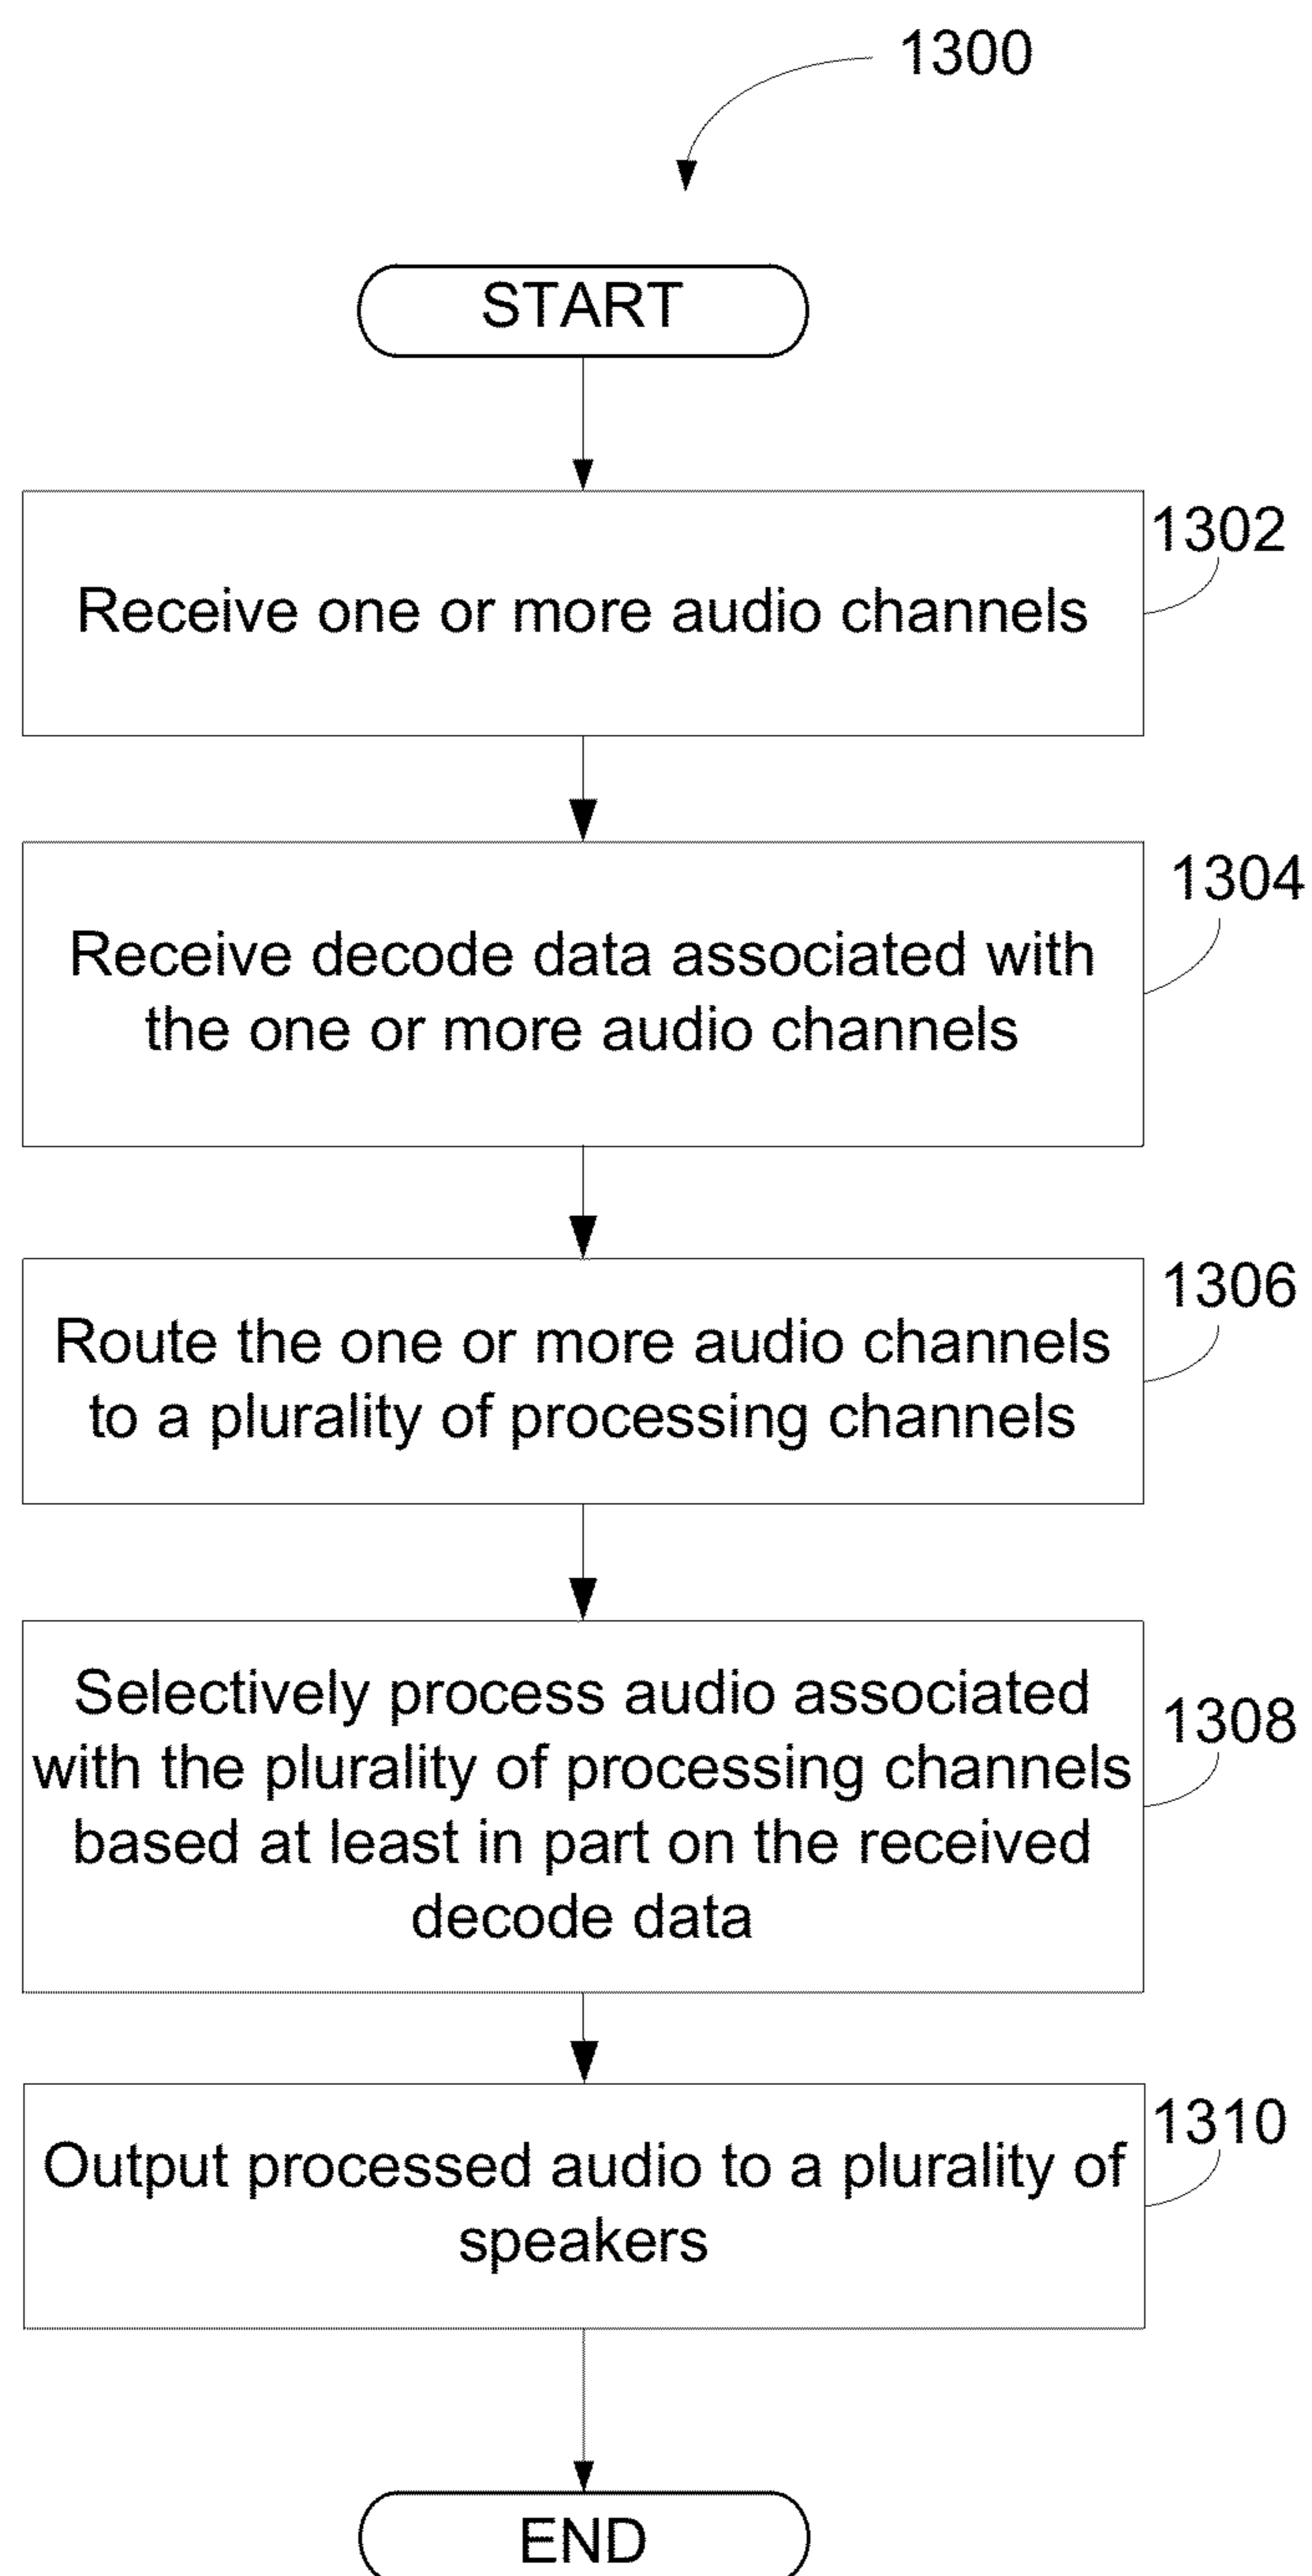 1300
START
1302
Receive one or more audio channels
1304
Receive decode data associated with
the one or more audio channels
1306
Route the one or more audio channels
to a plurality of processing channels
1308
Selectively process audio associated
with the plurality of processing channels
based at least in part on the received
decode data
1310
Output processed audio to a plurality of
speakers
END